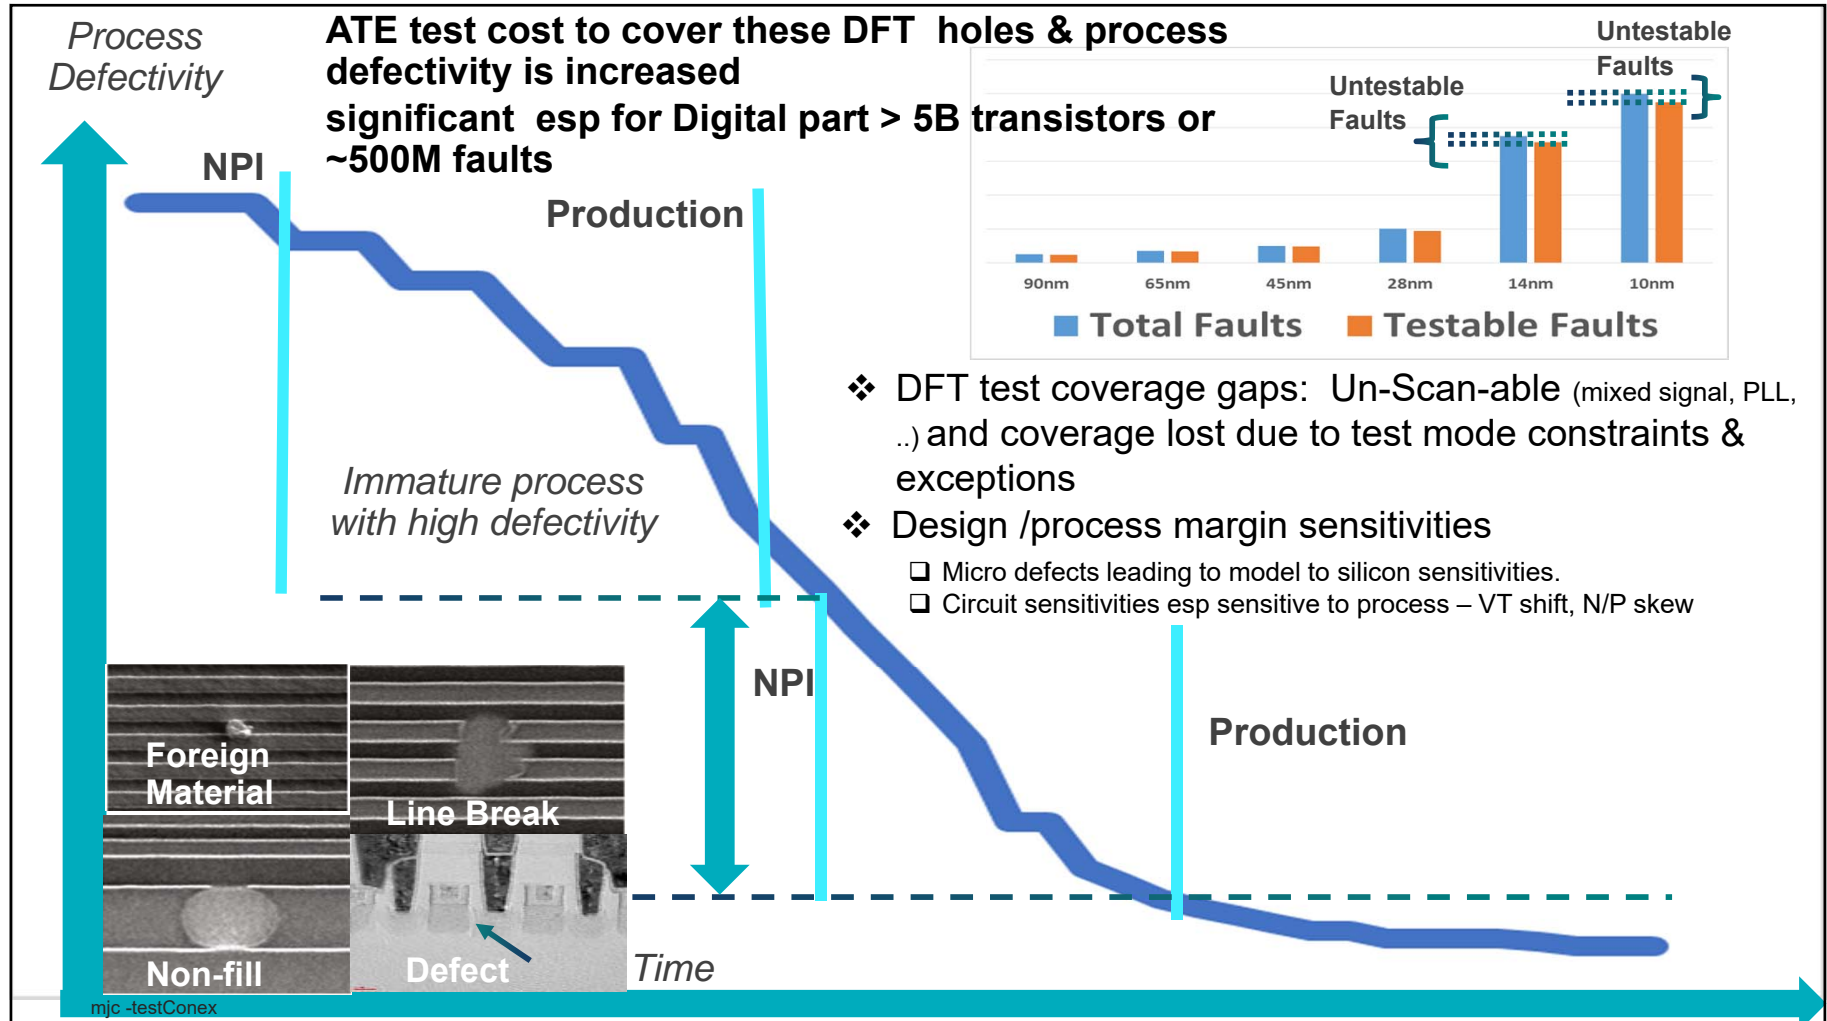 Process
Defectivity
ATE test cost to cover these DFT  holes & process
defectivity is increased
significant  esp for Digital part > 5B transistors or
~500M faults
Untestable
Faults
Untestable
Faults
90nm
65nm
45nm
28nm
14nm
10nm
Total Faults
Testable Faults
NPI
Production
❖ DFT test coverage gaps:  Un-Scan-able (mixed signal, PLL,
..) and coverage lost due to test mode constraints &
exceptions
❖ Design /process margin sensitivities
❑ Micro defects leading to model to silicon sensitivities.
❑ Circuit sensitivities esp sensitive to process – VT shift, N/P skew
Immature process
with high defectivity
NPI
Production
Foreign
Material
Line Break
Non-fill
Defect
Time
mjc -testConex